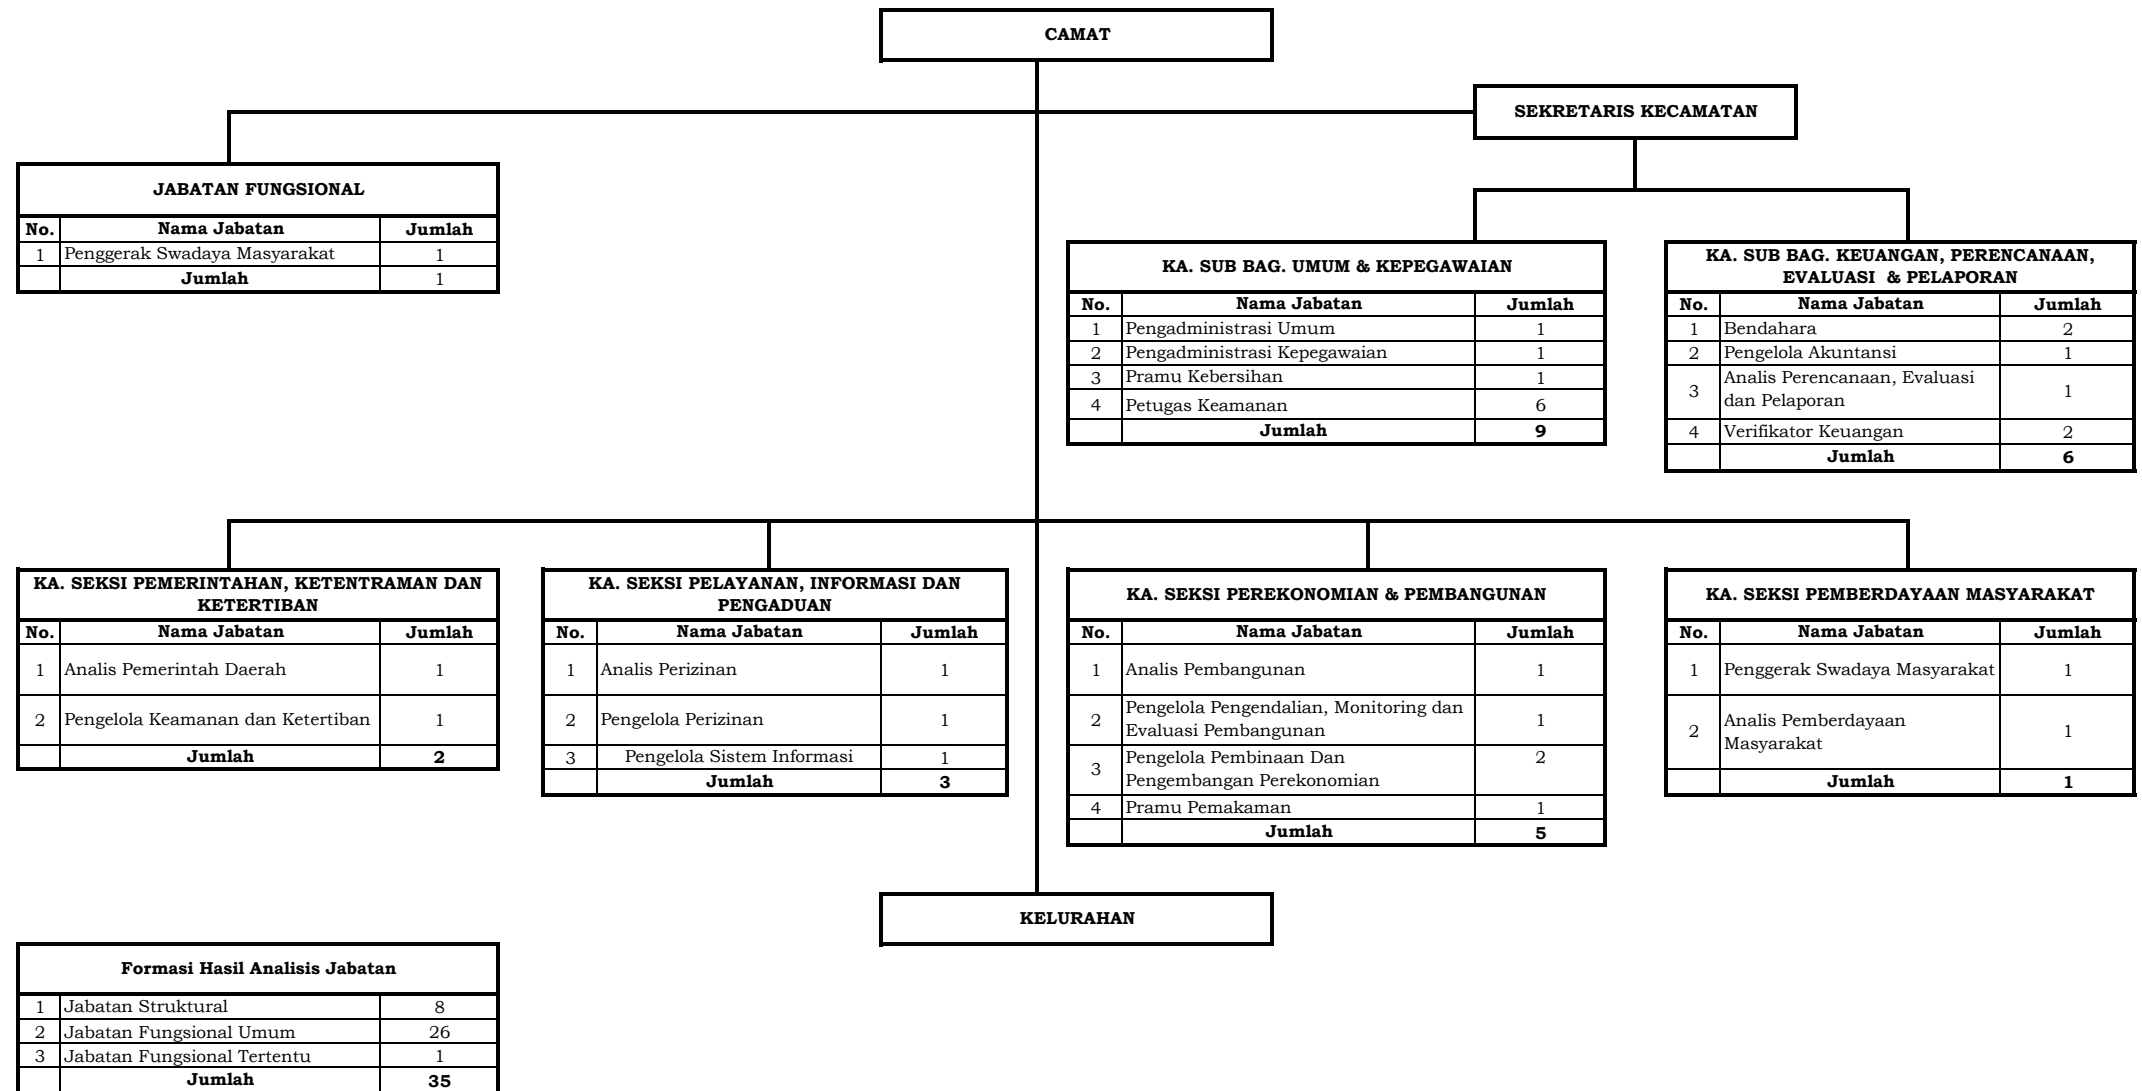 CAMAT
SEKRETARIS KECAMATAN
JABATAN FUNGSIONAL
No. Nama Jabatan Jumlah
1 Penggerak Swadaya Masyarakat 1
Jumlah 1
KA. SUB BAG. UMUM & KEPEGAWAIAN
No. Nama Jabatan Jumlah
1 Pengadministrasi Umum 1
2 Pengadministrasi Kepegawaian 1
3 Pramu Kebersihan 1
4 Petugas Keamanan 6
Jumlah 9
KA. SUB BAG. KEUANGAN, PERENCANAAN,
EVALUASI & PELAPORAN
No. Nama Jabatan Jumlah
1 Bendahara 2
2 Pengelola Akuntansi 1
3 Analis Perencanaan, Evaluasi
dan Pelaporan 1
4 Verifikator Keuangan 2
Jumlah 6
KA. SEKSI PEMERINTAHAN, KETENTRAMAN DAN
KETERTIBAN
No. Nama Jabatan Jumlah
1 Analis Pemerintah Daerah 1
2 Pengelola Keamanan dan Ketertiban 1
Jumlah 2
KA. SEKSI PELAYANAN, INFORMASI DAN
PENGADUAN
No. Nama Jabatan Jumlah
1 Analis Perizinan 1
2 Pengelola Perizinan 1
3 Pengelola Sistem Informasi 1
Jumlah 3
KA. SEKSI PEREKONOMIAN & PEMBANGUNAN
No. Nama Jabatan Jumlah
1 Analis Pembangunan 1
2 Pengelola Pengendalian, Monitoring dan
Evaluasi Pembangunan 1
3 Pengelola Pembinaan Dan 2
Pengembangan Perekonomian
4 Pramu Pemakaman 1
Jumlah 5
KA. SEKSI PEMBERDAYAAN MASYARAKAT
No. Nama Jabatan Jumlah
1 Penggerak Swadaya Masyarakat 1
2 Analis Pemberdayaan
Masyarakat 1
Jumlah 1
KELURAHAN
Formasi Hasil Analisis Jabatan
1 Jabatan Struktural 8
2 Jabatan Fungsional Umum 26
3 Jabatan Fungsional Tertentu 1
Jumlah 35